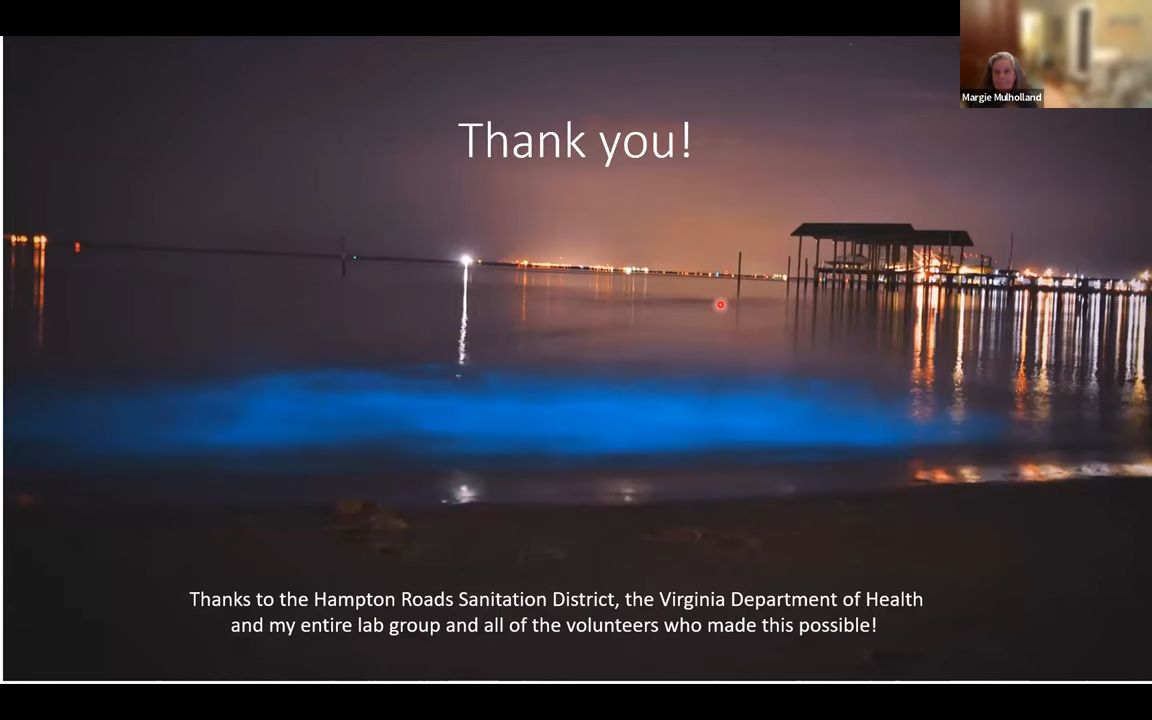 Margie Mulholland
Thank you!
Thanks to the Hampton Roads Sanitation District, the Virginia Department of Health
and my entire lab group and all of the volunteers who made this possible!